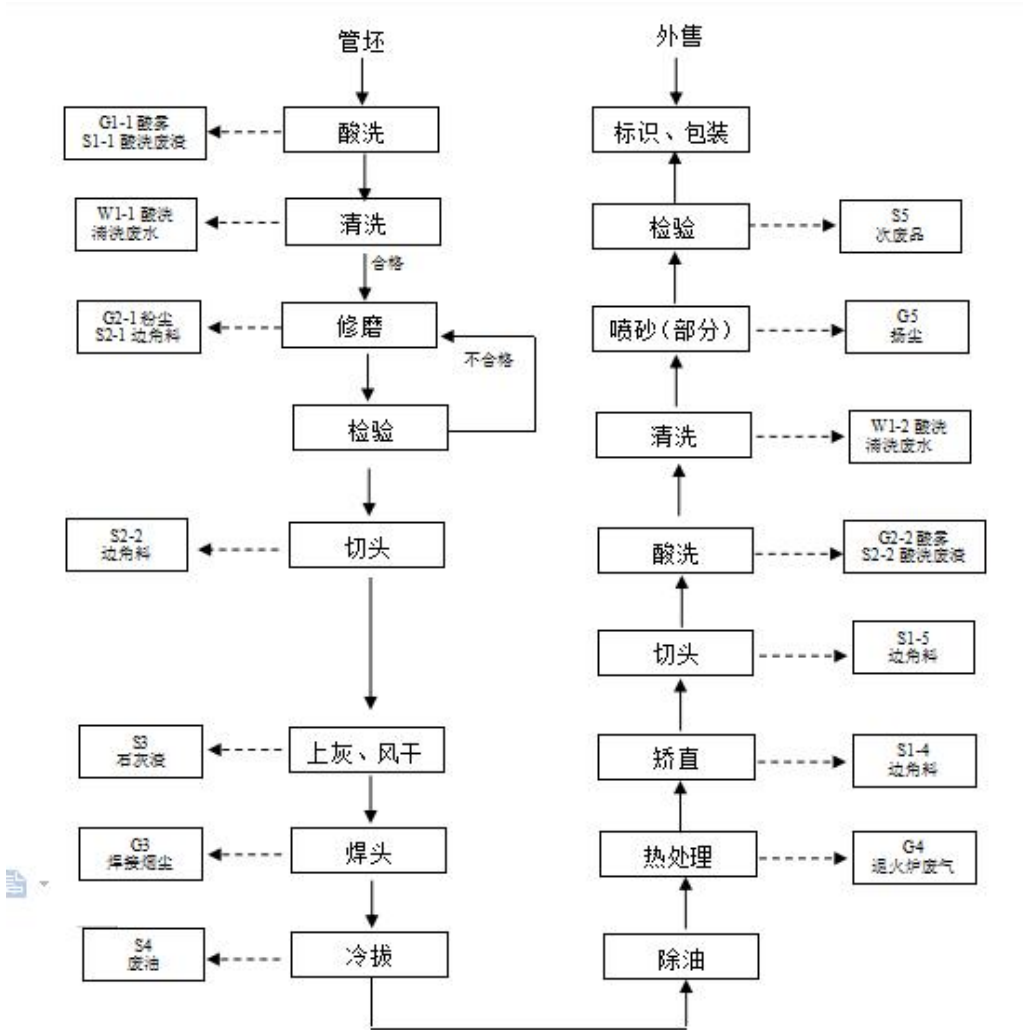 管坯
G1-1 酸雾
S1-1 酸洗废渣
酸洗
W1-1 酸洗
清洗废水
清洗
合格
G2-1 粉尘
S2-1 边角料
修磨
不合格
检验
S2-2
边角料
切头
S3
石灰渣
上灰、风干
G3
焊接烟尘
焊头
S4
废油
冷拔
外售
标识、包装
检验
S5
次废品
喷砂(部分)
G5
扬尘
清洗
W1-2 酸洗
清洗废水
酸洗
G2-2 酸雾
S2-2 酸洗废渣
切头
S1-5
边角料
矫直
S1-4
边角料
热处理
G4
退火炉废气
除油